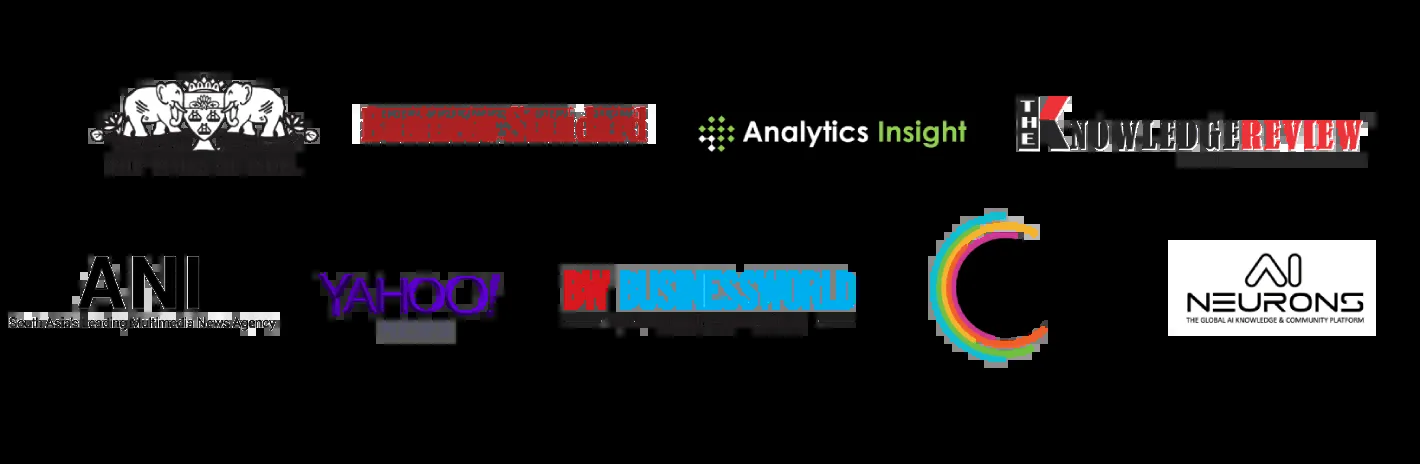 Business Standard
Analytics Insight
THE KNOWLEDGE REVIEW
ANI
South Asia's Leading Multimedia News Agency
YAHOO!
BW BUSINESSWORLD
AI
NEURONS
THE GLOBAL AI KNOWLEDGE & COMMUNITY PLATFORM